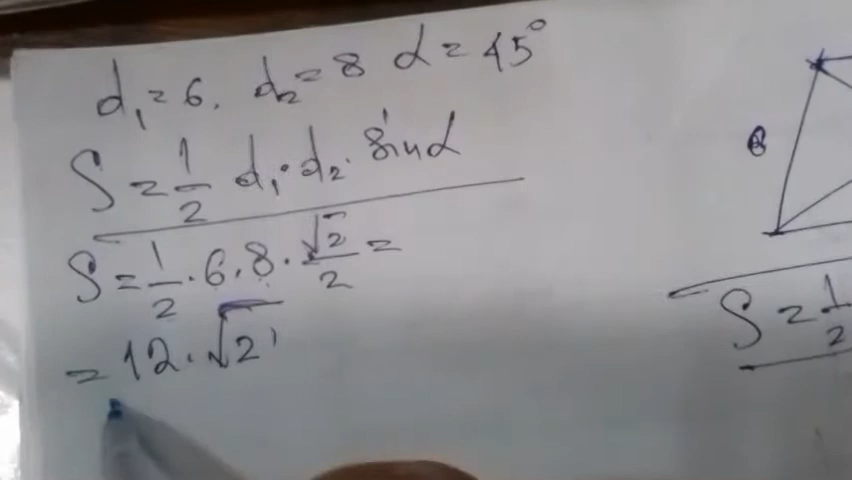 d₁ = 6. d₂ = 8 α = 45°
S = 1/2 d₁ · d₂ · sin α
S = 1/2 · 6 · 8 · √2/2 =
= 12 · √2
S = 1/2